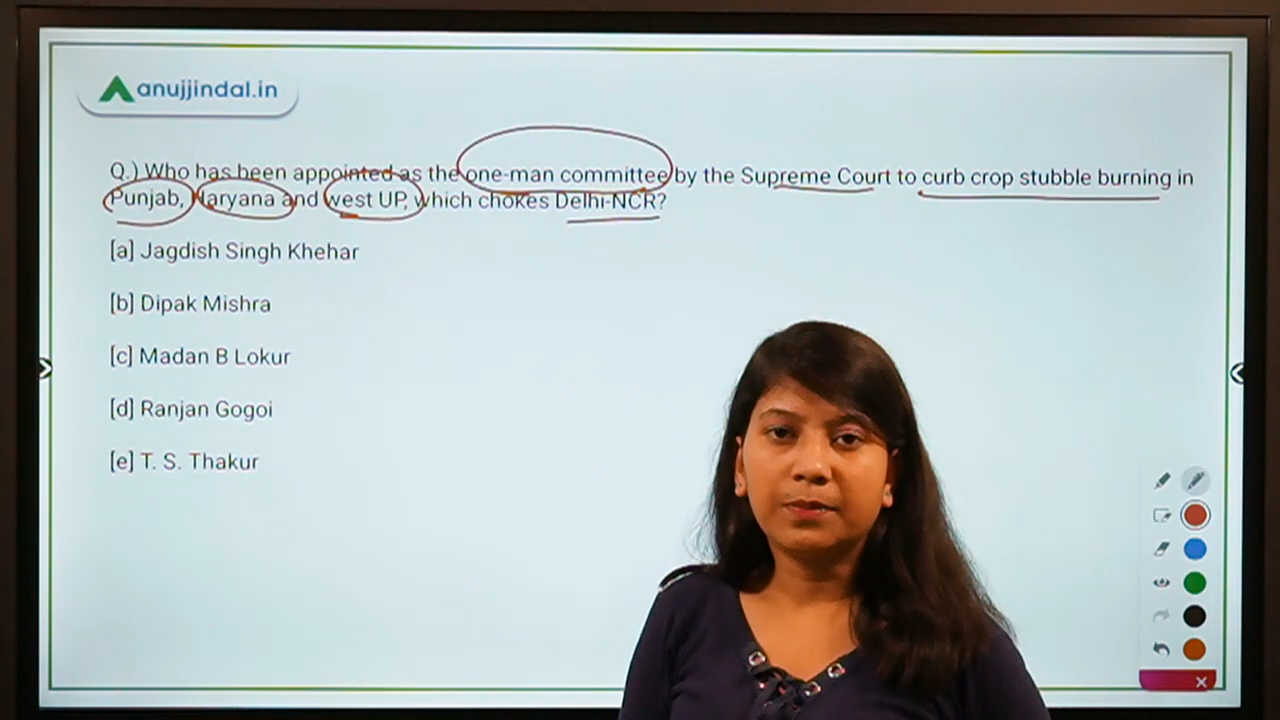 anujjindal.in
Q.) Who has been appointed as the one-man committee by the Supreme Court to curb crop stubble burning in
Punjab, Haryana and west UP, which chokes Delhi-NCR?
[a] Jagdish Singh Khehar
[b] Dipak Mishra
[c] Madan B Lokur
[d] Ranjan Gogoi
[e] T. S. Thakur